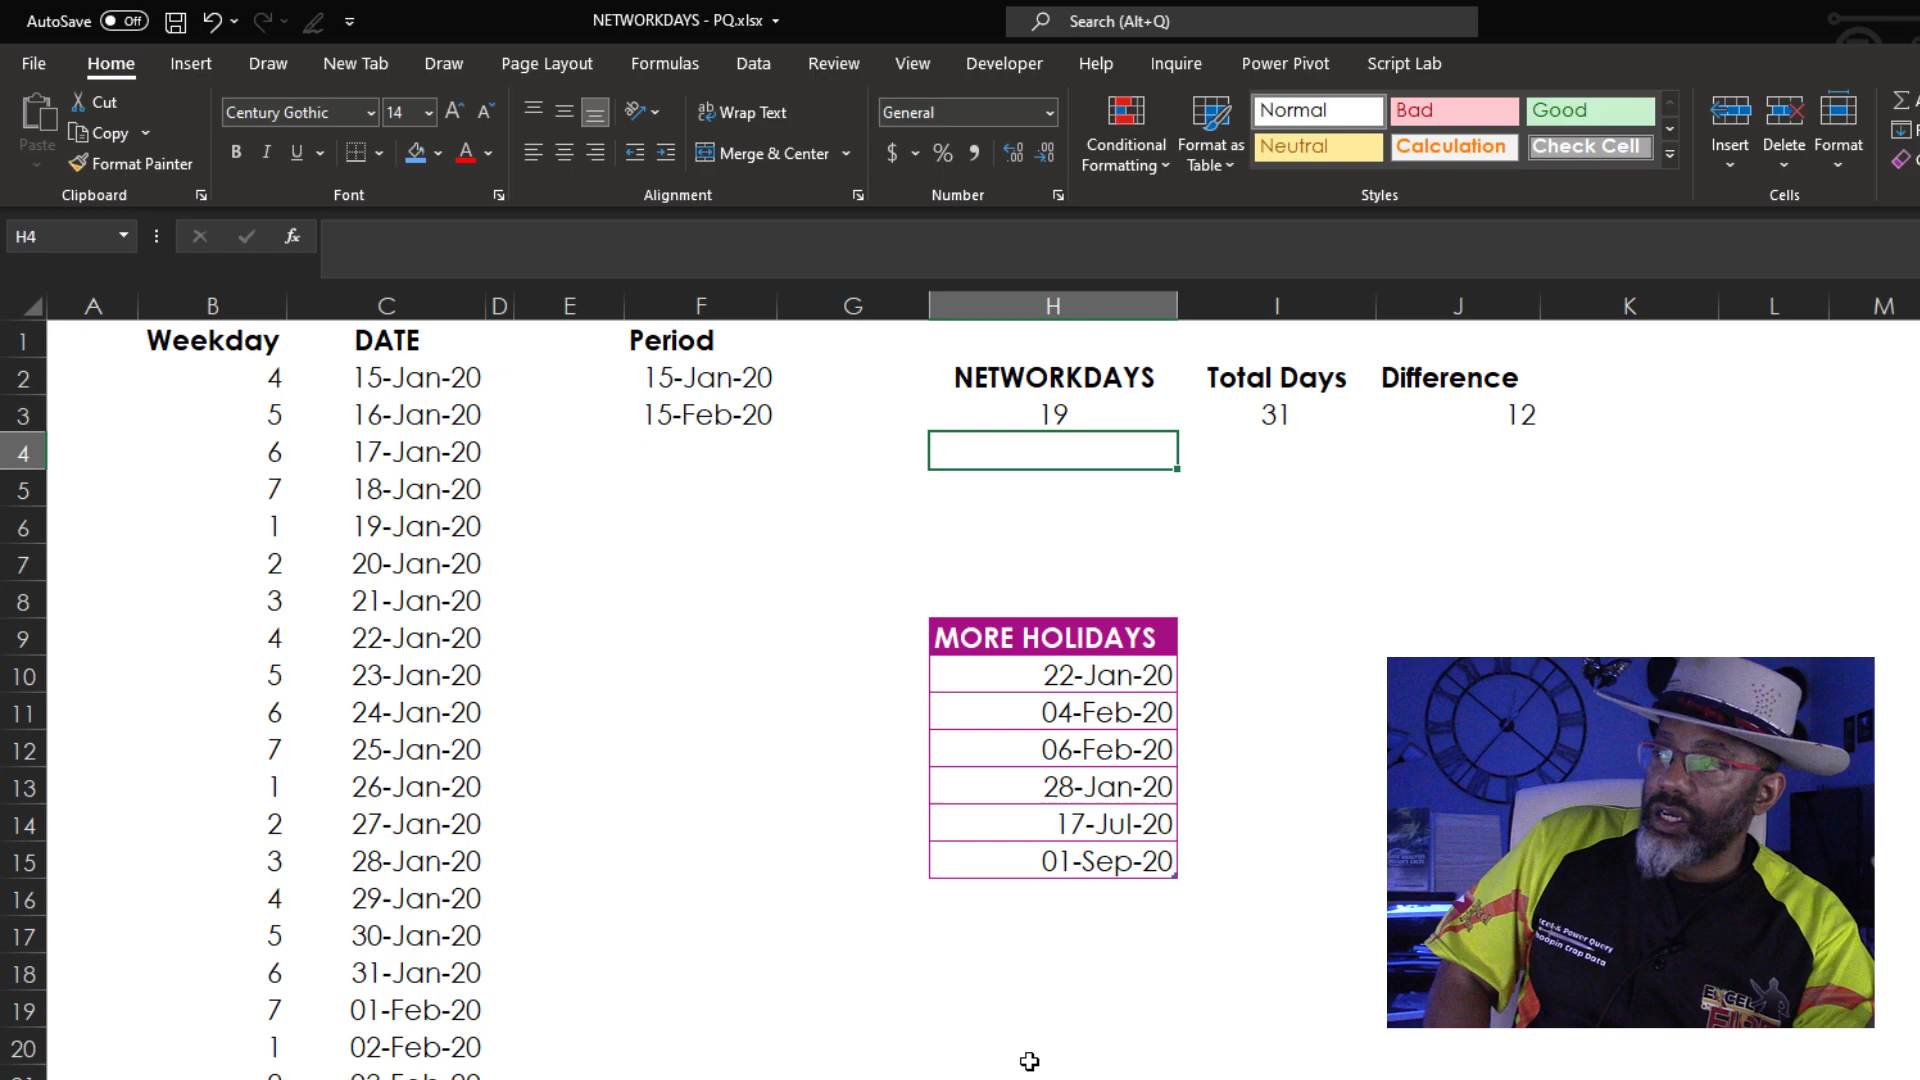 AutoSave Off NETWORKDAYS - PQ.xlsx Search (Alt+Q)
File Home Insert Draw New Tab Draw Page Layout Formulas Data Review View Developer Help Inquire Power Pivot Script Lab
Paste Cut Copy Format Painter
Century Gothic 14
B I U
Wrap Text
Merge & Center
General
$ %
Conditional Formatting
Format as Table
Normal Bad Good
Neutral Calculation Check Cell
Insert Delete Format
Clipboard Font Alignment Number Styles Cells
H4 fx
A B C D E F G H I J K L M
1 Weekday DATE Period
2 4 15-Jan-20 15-Jan-20 NETWORKDAYS Total Days Difference
3 5 16-Jan-20 15-Feb-20 19 31 12
4 6 17-Jan-20
5 7 18-Jan-20
6 1 19-Jan-20
7 2 20-Jan-20
8 3 21-Jan-20
9 4 22-Jan-20 MORE HOLIDAYS
10 5 23-Jan-20 22-Jan-20
11 6 24-Jan-20 04-Feb-20
12 7 25-Jan-20 06-Feb-20
13 1 26-Jan-20 28-Jan-20
14 2 27-Jan-20 17-Jul-20
15 3 28-Jan-20 01-Sep-20
16 4 29-Jan-20
17 5 30-Jan-20
18 6 31-Jan-20
19 7 01-Feb-20
20 1 02-Feb-20
Power Query
Crap Data
EXCEL